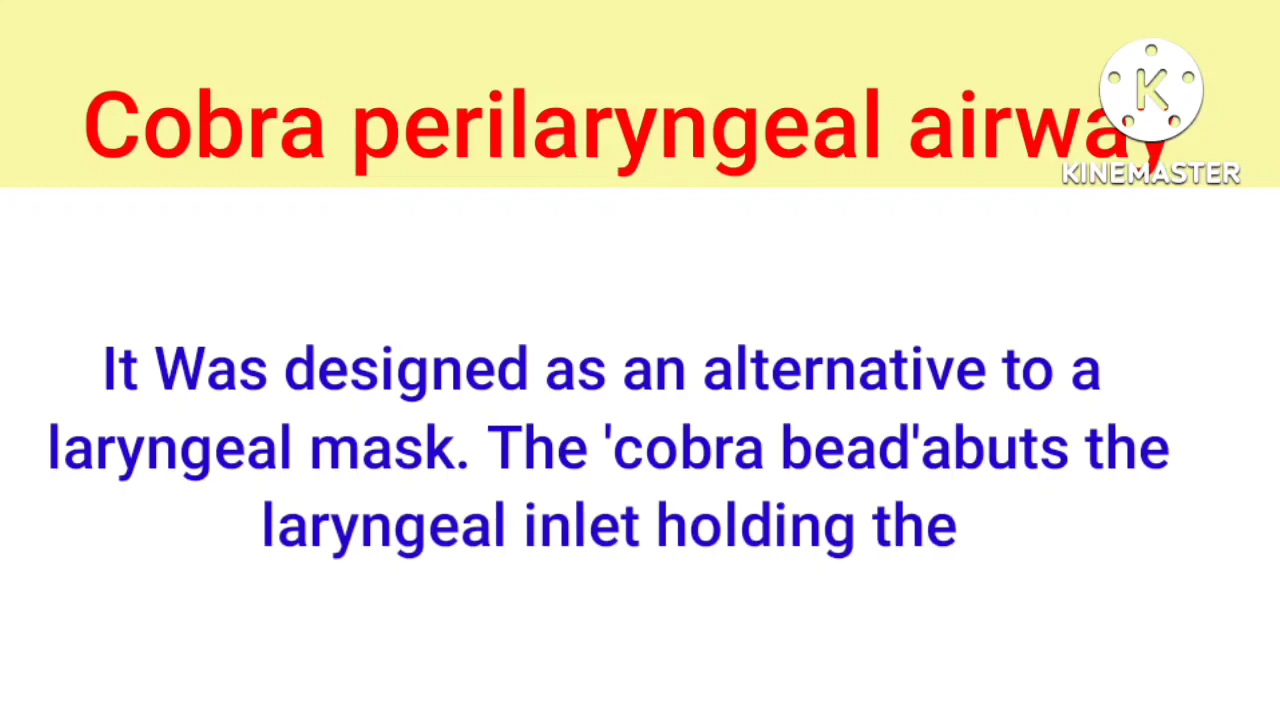 Cobra perilaryngeal airway
K
KINEMASTER
It Was designed as an alternative to a
laryngeal mask. The 'cobra bead'abuts the
laryngeal inlet holding the